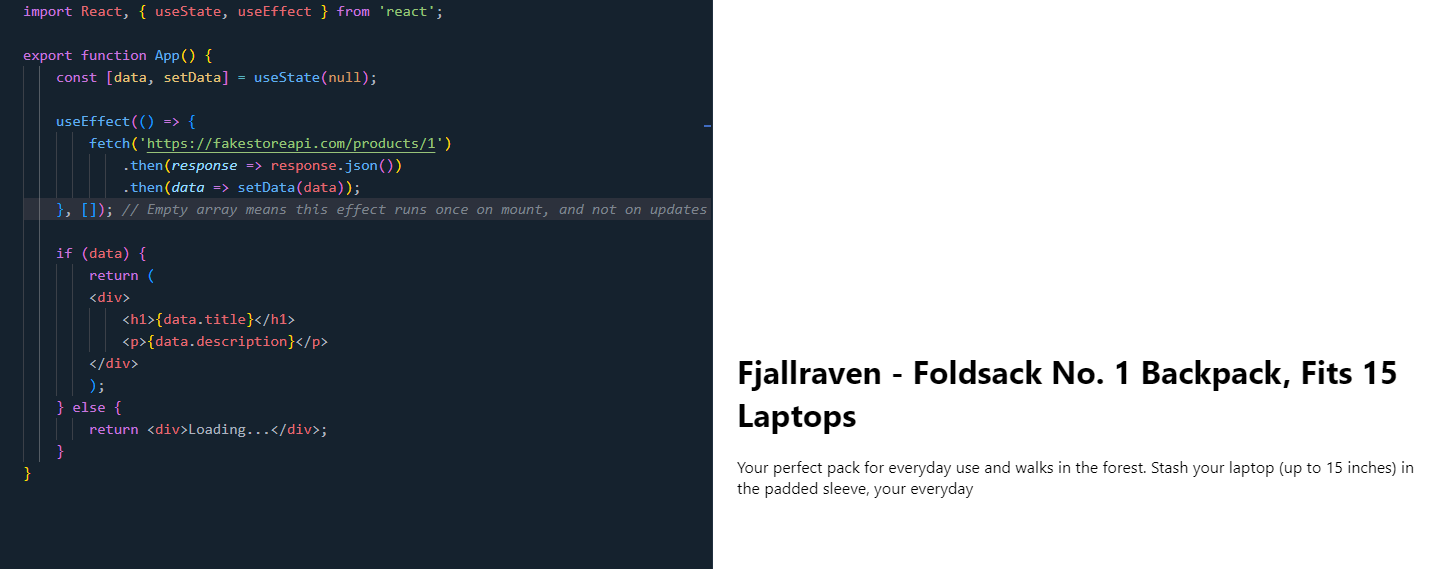 import React, { useState, useEffect } from 'react';
export function App() {
const [data, setData] = useState(null);
useEffect(() => {
fetch('https://fakestoreapi.com/products/1')
.then(response => response.json())
.then(data => setData(data));
}, []); // Empty array means this effect runs once on mount, and not on updates
if (data) {
return (
<div>
<h1>{data.title}</h1>
<p>{data.description}</p>
</div>
);
} else {
return <div>Loading...</div>;
}
}
Fjallraven - Foldsack No. 1 Backpack, Fits 15
Laptops
Your perfect pack for everyday use and walks in the forest. Stash your laptop (up to 15 inches) in
the padded sleeve, your everyday